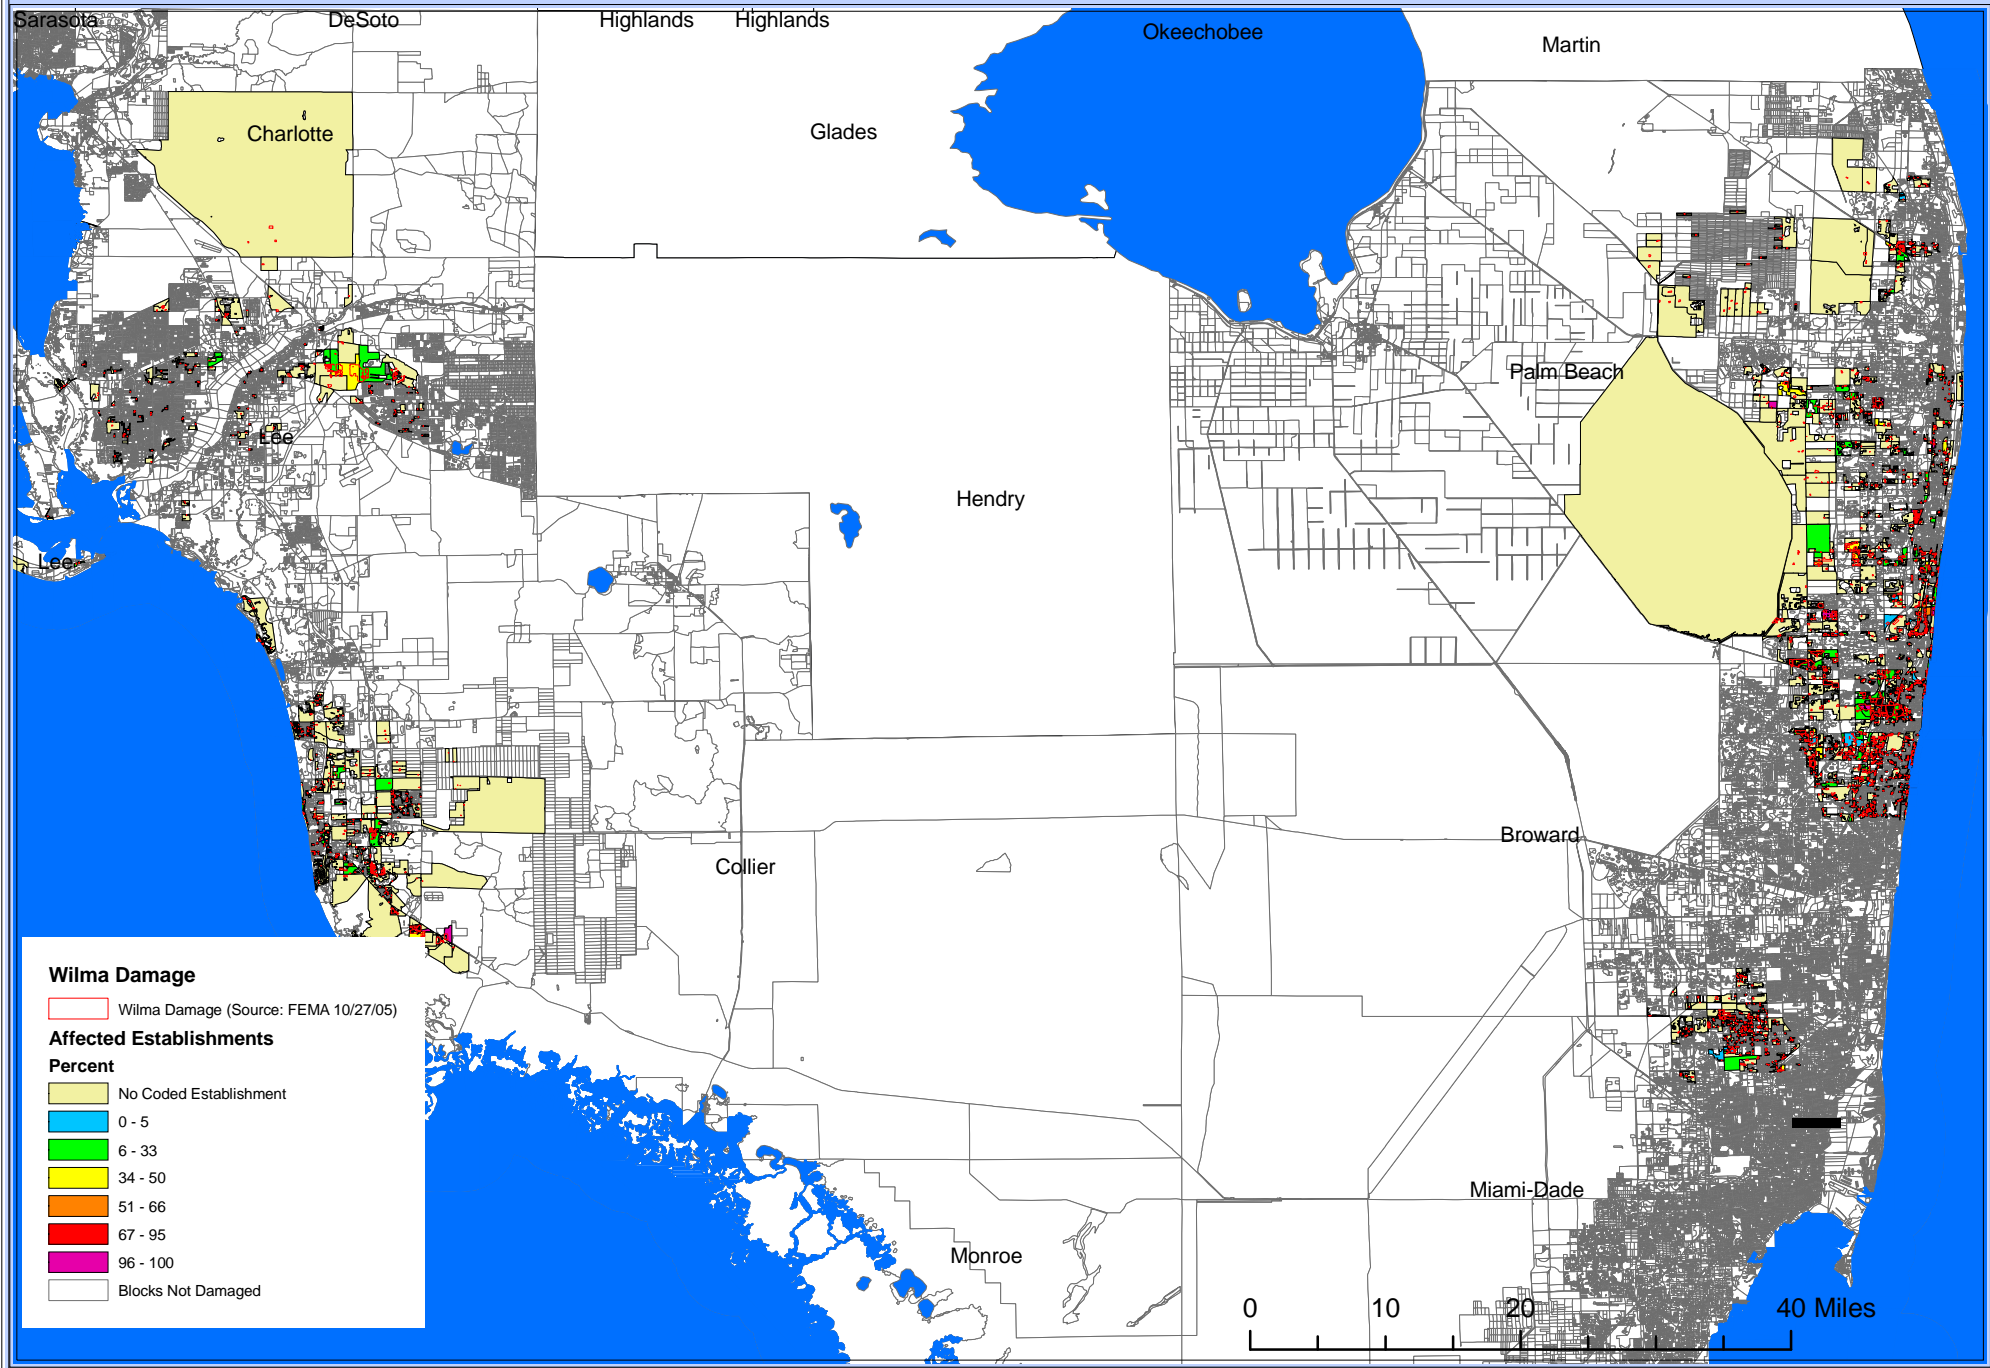 Sarasota DeSoto Highlands Highlands
Okeechobee
Martin
Charlotte
Glades
Palm Beach
Lee
Hendry
Lee
Broward
Collier
Miami-Dade
Monroe
Wilma Damage
Wilma Damage (Source: FEMA 10/27/05)
Affected Establishments
Percent
No Coded Establishment
0 - 5
6 - 33
34 - 50
51 - 66
67 - 95
96 - 100
Blocks Not Damaged
0 10 20 40 Miles